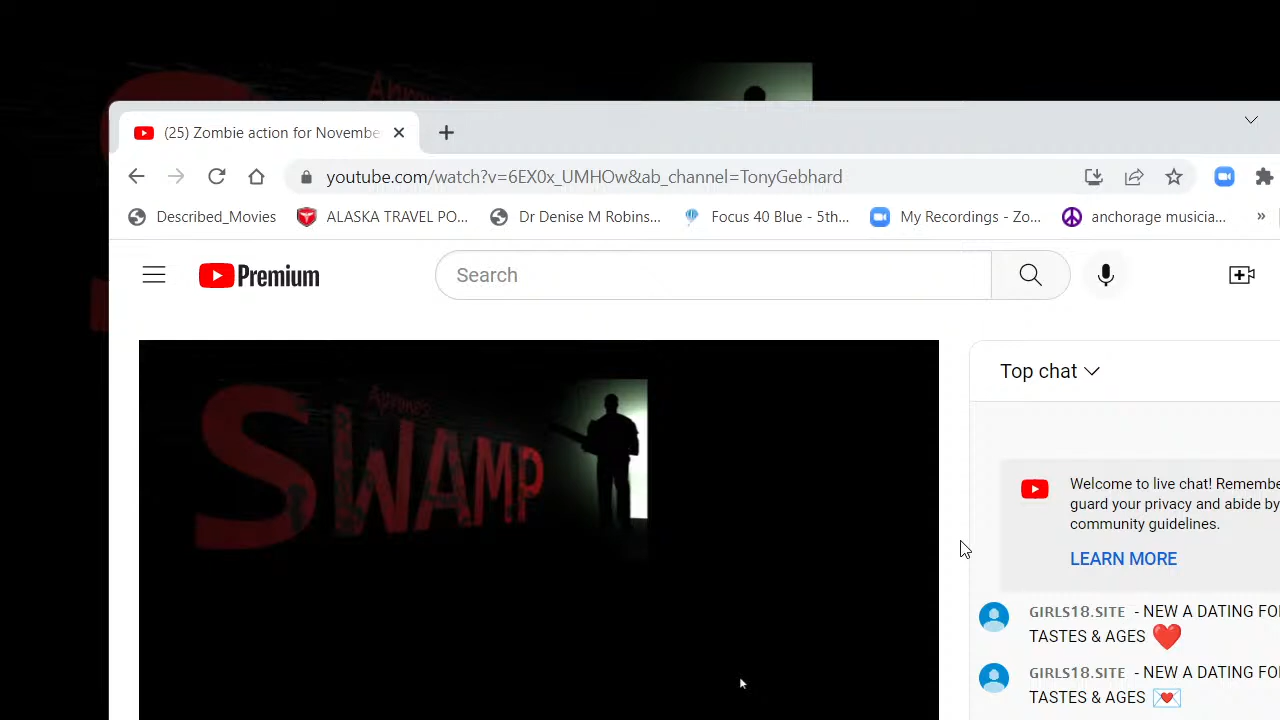 (25) Zombie action for Novembe
youtube.com/watch?v=6EX0x_UMHOw&ab_channel=TonyGebhard
Described_Movies ALASKA TRAVEL PO... Dr Denise M Robins... Focus 40 Blue - 5th... My Recordings - Zo... anchorage musicia... »
Premium
Search
Top chat
Aprone's
SWAMP
Welcome to live chat! Remembe
guard your privacy and abide by
community guidelines.
LEARN MORE
GIRLS18.SITE - NEW A DATING FO
TASTES & AGES ❤️
GIRLS18.SITE - NEW A DATING FO
TASTES & AGES 💌